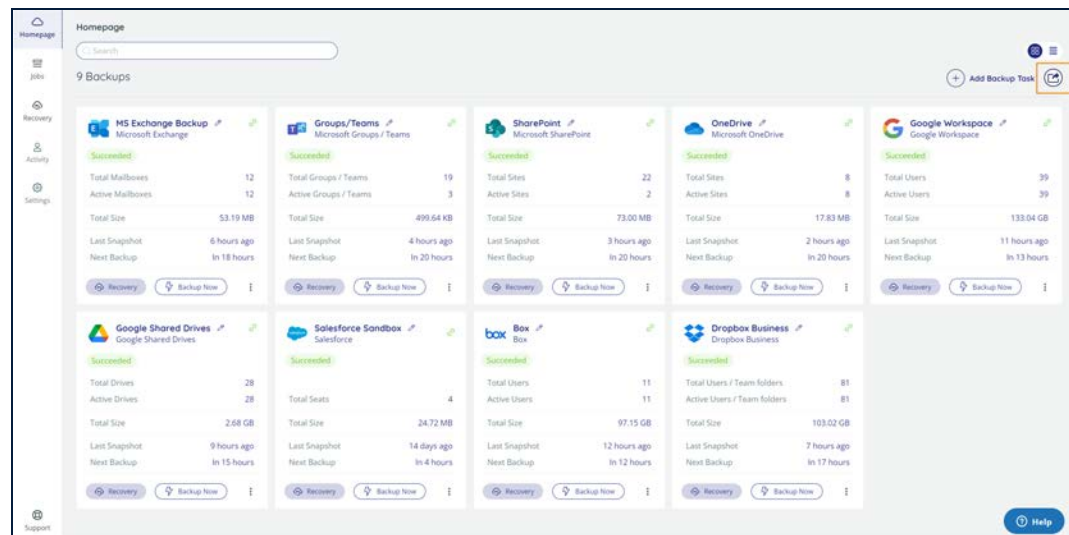 Homepage
Homepage
Search
Jobs
9 Backups
Add Backup Task
Recovery
Activity
Settings
MS Exchange Backup
Microsoft Exchange
Succeeded
Total Mailboxes 12
Active Mailboxes 12
Total Size 53.19 MB
Last Snapshot 6 hours ago
Next Backup In 18 hours
Recovery Backup Now
Groups/Teams
Microsoft Groups / Teams
Succeeded
Total Groups / Teams 19
Active Groups / Teams 3
Total Size 499.64 KB
Last Snapshot 4 hours ago
Next Backup In 20 hours
Recovery Backup Now
SharePoint
Microsoft SharePoint
Succeeded
Total Sites 22
Active Sites 2
Total Size 73.00 MB
Last Snapshot 3 hours ago
Next Backup In 20 hours
Recovery Backup Now
OneDrive
Microsoft OneDrive
Succeeded
Total Sites 8
Active Sites 8
Total Size 17.83 MB
Last Snapshot 2 hours ago
Next Backup In 20 hours
Recovery Backup Now
Google Workspace
Google Workspace
Succeeded
Total Users 39
Active Users 39
Total Size 133.04 GB
Last Snapshot 11 hours ago
Next Backup In 13 hours
Recovery Backup Now
Google Shared Drives
Google Shared Drives
Succeeded
Total Drives 28
Active Drives 28
Total Size 2.68 GB
Last Snapshot 9 hours ago
Next Backup In 15 hours
Recovery Backup Now
Salesforce Sandbox
Salesforce
Succeeded
Total Seats 4
Total Size 24.72 MB
Last Snapshot 14 days ago
Next Backup In 4 hours
Recovery Backup Now
box
Box
Box
Succeeded
Total Users 11
Active Users 11
Total Size 97.15 GB
Last Snapshot 12 hours ago
Next Backup In 12 hours
Recovery Backup Now
Dropbox Business
Dropbox Business
Succeeded
Total Users / Team folders 81
Active Users / Team folders 81
Total Size 103.02 GB
Last Snapshot 7 hours ago
Next Backup In 17 hours
Recovery Backup Now
Support
Help